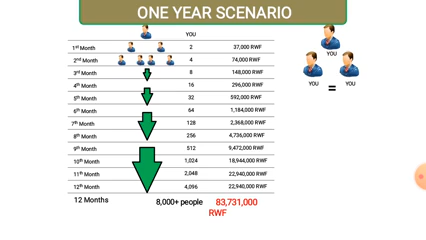 ONE YEAR SCENARIO
YOU
1st Month 2 37,000 RWF
2nd Month 4 74,000 RWF
3rd Month 8 148,000 RWF
4th Month 16 296,000 RWF
5th Month 32 592,000 RWF
6th Month 64 1,184,000 RWF
7th Month 128 2,368,000 RWF
8th Month 256 4,736,000 RWF
9th Month 512 9,472,000 RWF
10th Month 1,024 18,944,000 RWF
11th Month 2,048 22,940,000 RWF
12th Month 4,096 22,940,000 RWF
12 Months 8,000+ people 83,731,000
RWF
YOU
YOU YOU
=